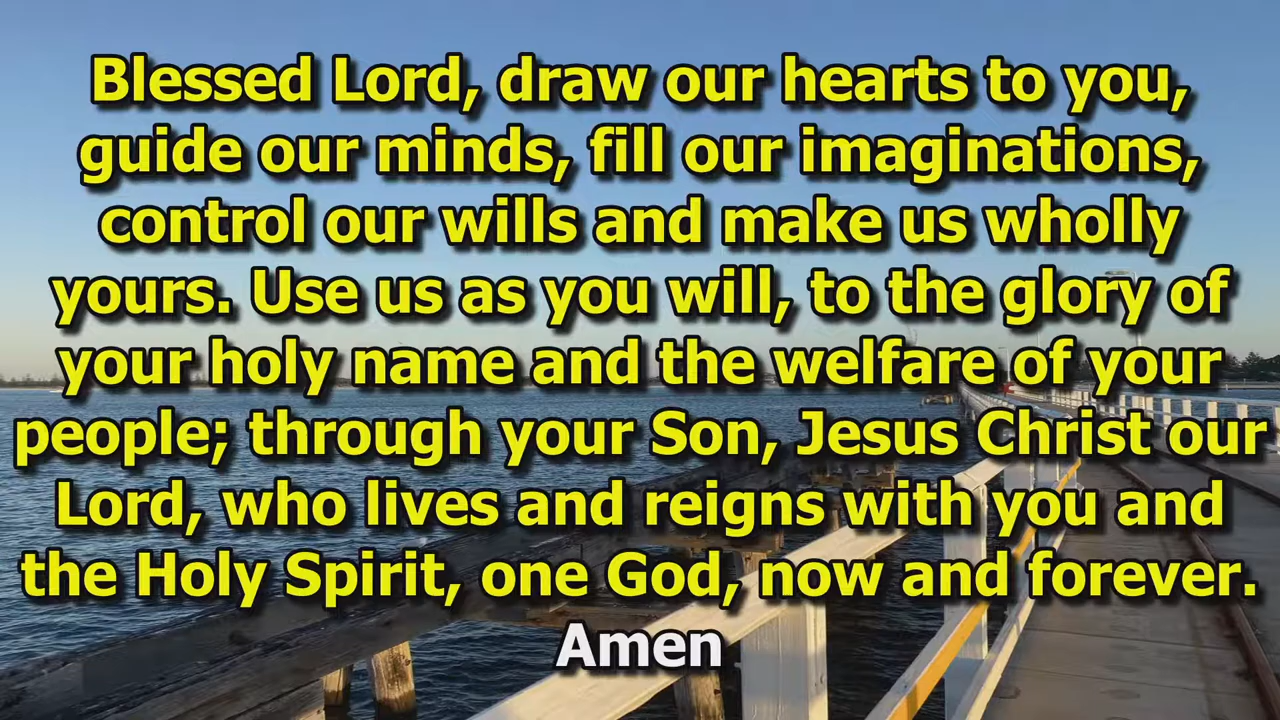 Blessed Lord, draw our hearts to you,
guide our minds, fill our imaginations,
control our wills and make us wholly
yours. Use us as you will, to the glory of
your holy name and the welfare of your
people; through your Son, Jesus Christ our
Lord, who lives and reigns with you and
the Holy Spirit, one God, now and forever.
Amen